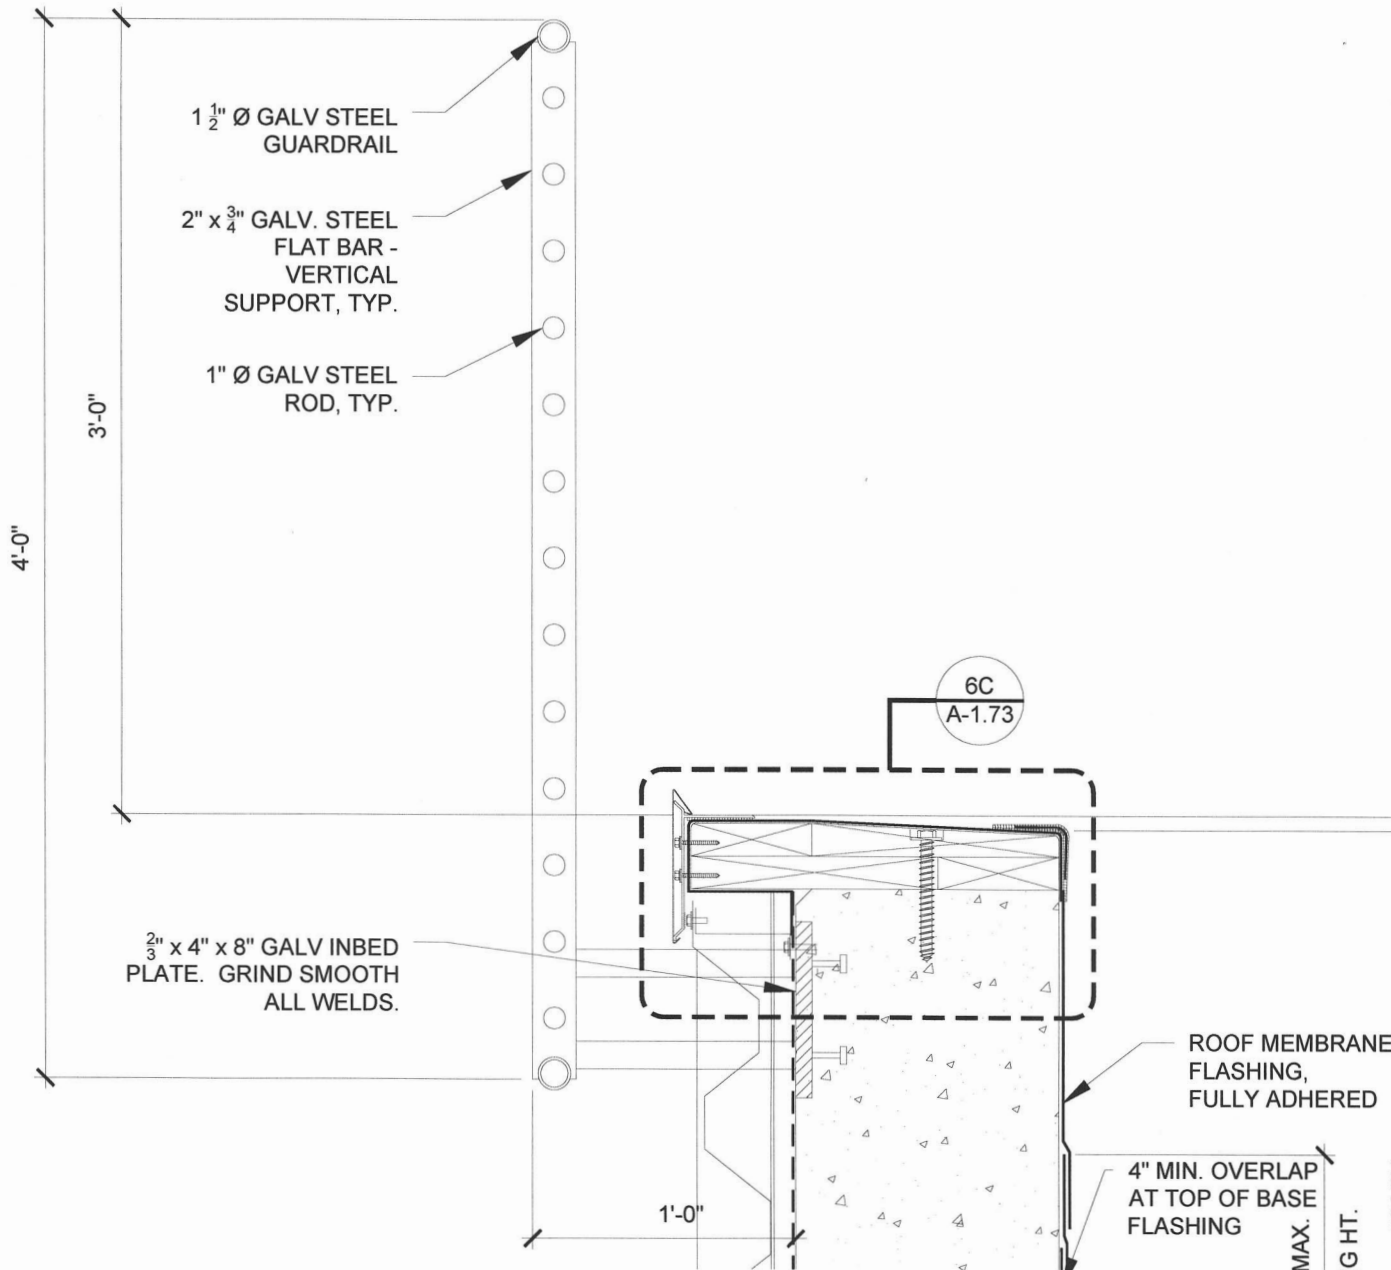 1 1/2" Ø GALV STEEL
GUARDRAIL
2" x 3/4" GALV. STEEL
FLAT BAR -
VERTICAL
SUPPORT, TYP.
1" Ø GALV STEEL
ROD, TYP.
3'-0"
4'-0"
6C
A-1.73
2/3" x 4" x 8" GALV INBED
PLATE. GRIND SMOOTH
ALL WELDS.
ROOF MEMBRANE
FLASHING,
FULLY ADHERED
4" MIN. OVERLAP
AT TOP OF BASE
FLASHING
1'-0"
MAX.
G HT.